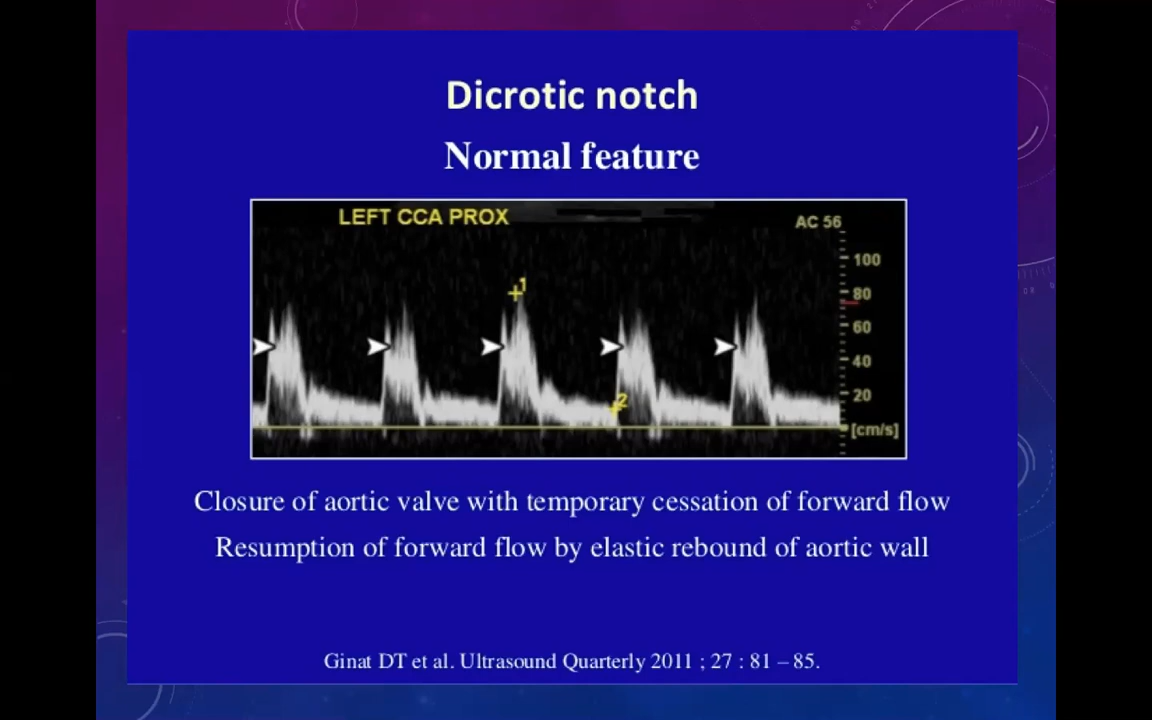 Dicrotic notch
Normal feature
LEFT CCA PROX
AC 56
1
100
80
60
40
20
2
[cm/s]
Closure of aortic valve with temporary cessation of forward flow
Resumption of forward flow by elastic rebound of aortic wall
Ginat DT et al. Ultrasound Quarterly 2011 ; 27 : 81 – 85.